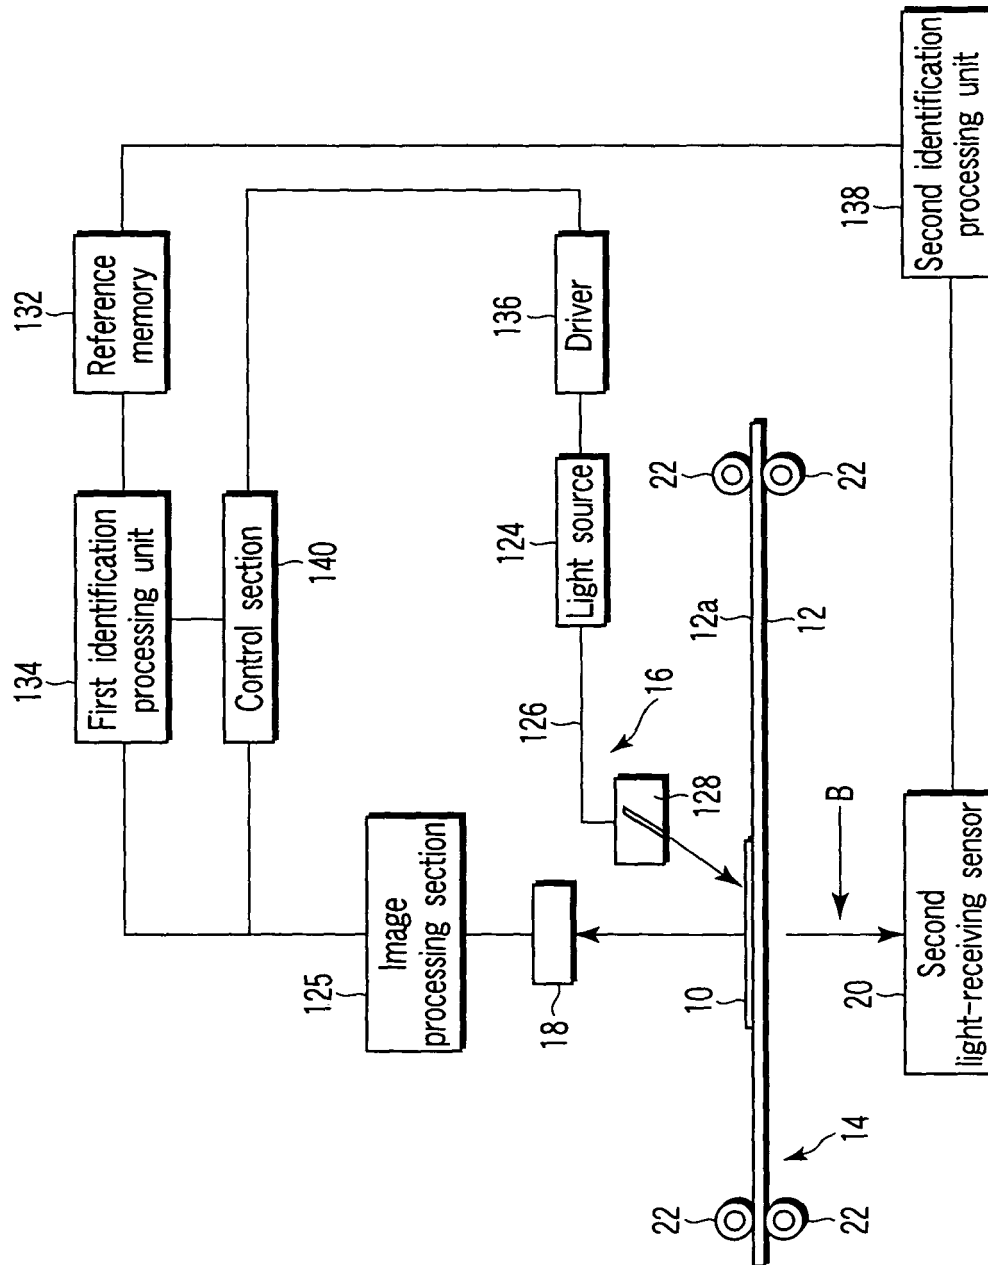 132
Reference
memory
134
First identification
processing unit
Control section
140
125
Image
processing section
18
136
Driver
124
Light source
126
16
128
22
22
12a
12
10
14
22
22
B
20
Second
light-receiving sensor
138
Second identification
processing unit